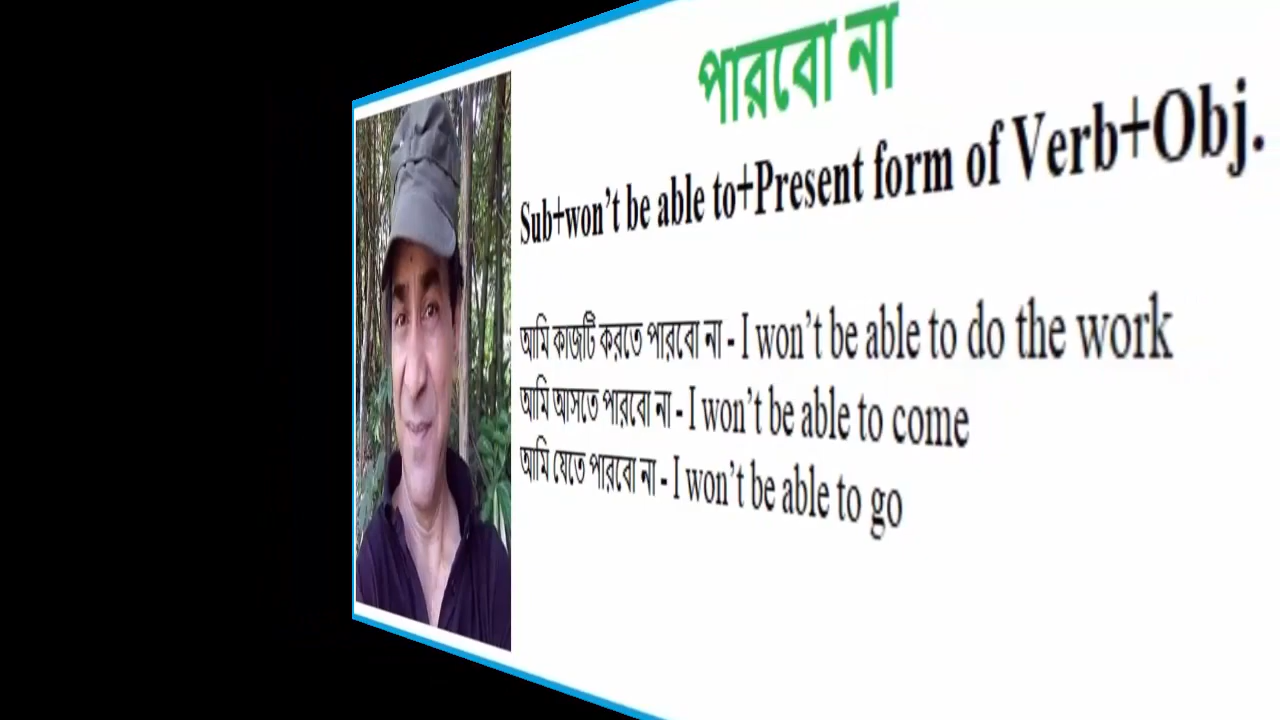 পারবো না
Sub+won’t be able to+Present form of Verb+Obj.
আমি কাজটি করতে পারবো না - I won’t be able to do the work
আমি আসতে পারবো না - I won’t be able to come
আমি যেতে পারবো না - I won’t be able to go